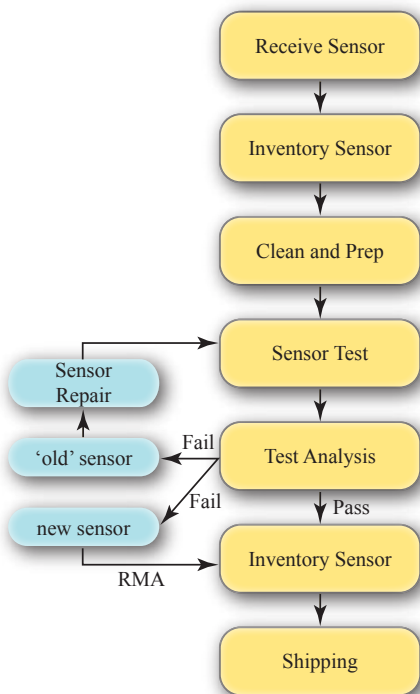 Receive Sensor
Inventory Sensor
Clean and Prep
Sensor Test
Sensor
Repair
Fail
‘old’ sensor
Test Analysis
Fail
Pass
new sensor
RMA
Inventory Sensor
Shipping